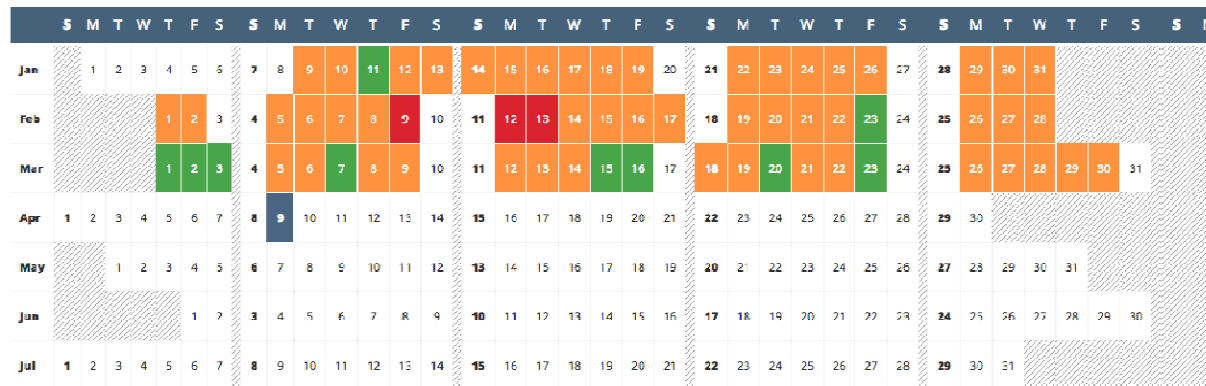 S M T W T F S S M T W T F S S M T W T F S S M T W T F S S M T W T F S S
Jan 1 2 3 4 5 6 7 8 9 10 11 12 13 14 15 16 17 18 19 20 21 22 23 24 25 26 27 28 29 30 31
Feb 1 2 3 4 5 6 7 8 9 10 11 12 13 14 15 16 17 18 19 20 21 22 23 24 25 26 27 28
Mar 1 2 3 4 5 6 7 8 9 10 11 12 13 14 15 16 17 18 19 20 21 22 23 24 25 26 27 28 29 30 31
Apr 1 2 3 4 5 6 7 8 9 10 11 12 13 14 15 16 17 18 19 20 21 22 23 24 25 26 27 28 29 30
May 1 2 3 4 5 6 7 8 9 10 11 12 13 14 15 16 17 18 19 20 21 22 23 24 25 26 27 28 29 30 31
Jun 1 2 3 4 5 6 7 8 9 10 11 12 13 14 15 16 17 18 19 20 21 22 23 24 25 26 27 28 29 30
Jul 1 2 3 4 5 6 7 8 9 10 11 12 13 14 15 16 17 18 19 20 21 22 23 24 25 26 27 28 29 30 31